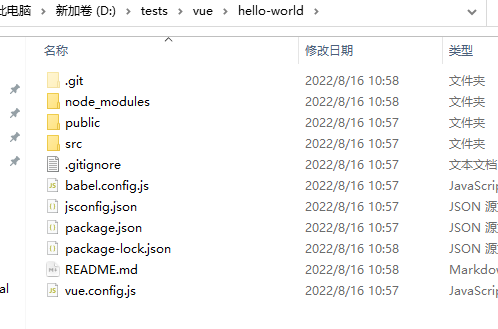 此电脑 > 新加卷 (D:) > tests > vue > hello-world >
名称 修改日期 类型
.git 2022/8/16 10:58 文件夹
node_modules 2022/8/16 10:58 文件夹
public 2022/8/16 10:57 文件夹
src 2022/8/16 10:57 文件夹
.gitignore 2022/8/16 10:57 文本文档
babel.config.js 2022/8/16 10:57 JavaScrip
jsconfig.json 2022/8/16 10:57 JSON 源
package.json 2022/8/16 10:57 JSON 源
package-lock.json 2022/8/16 10:58 JSON 源
README.md 2022/8/16 10:58 Markdow
al
vue.config.js 2022/8/16 10:57 JavaScrip